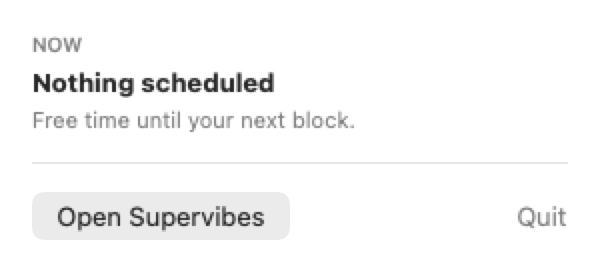 NOW
Nothing scheduled
Free time until your next block.
Open Supervibes
Quit